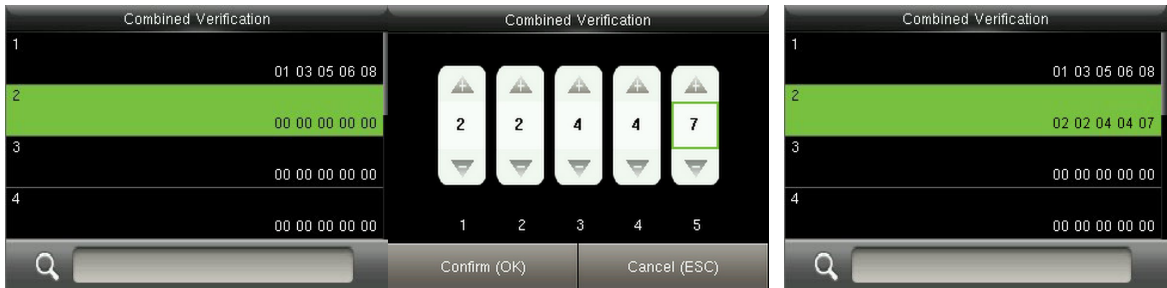 Combined Verification
1
01 03 05 06 08
2
00 00 00 00 00
3
00 00 00 00 00
4
00 00 00 00 00
Combined Verification
2 2 4 4 7
1 2 3 4 5
Confirm (OK) Cancel (ESC)
Combined Verification
1
01 03 05 06 08
2
02 02 04 04 07
3
00 00 00 00 00
4
00 00 00 00 00